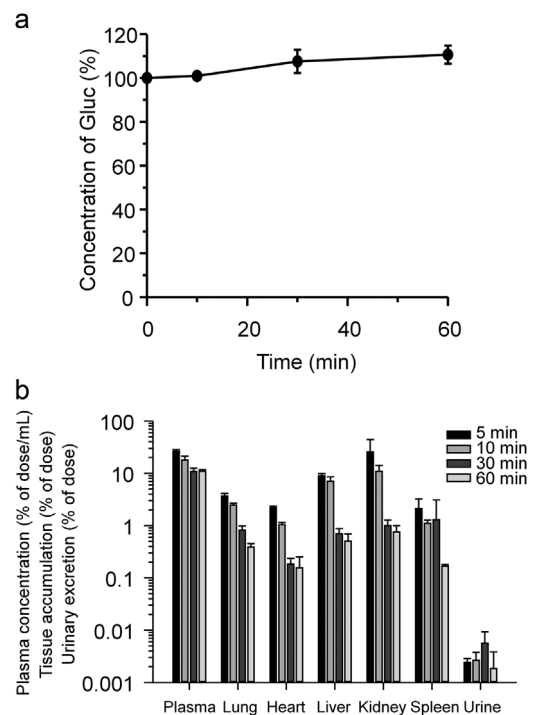 a
120
100
80
60
40
20
0
Concentration of Gluc (%)
0 20 40 60
Time (min)
b
Plasma concentration (% of dose/mL)
Tissue accumulation (% of dose)
Urinary excretion (% of dose)
100
10
1
0.1
0.01
0.001
5 min
10 min
30 min
60 min
Plasma Lung Heart Liver Kidney Spleen Urine